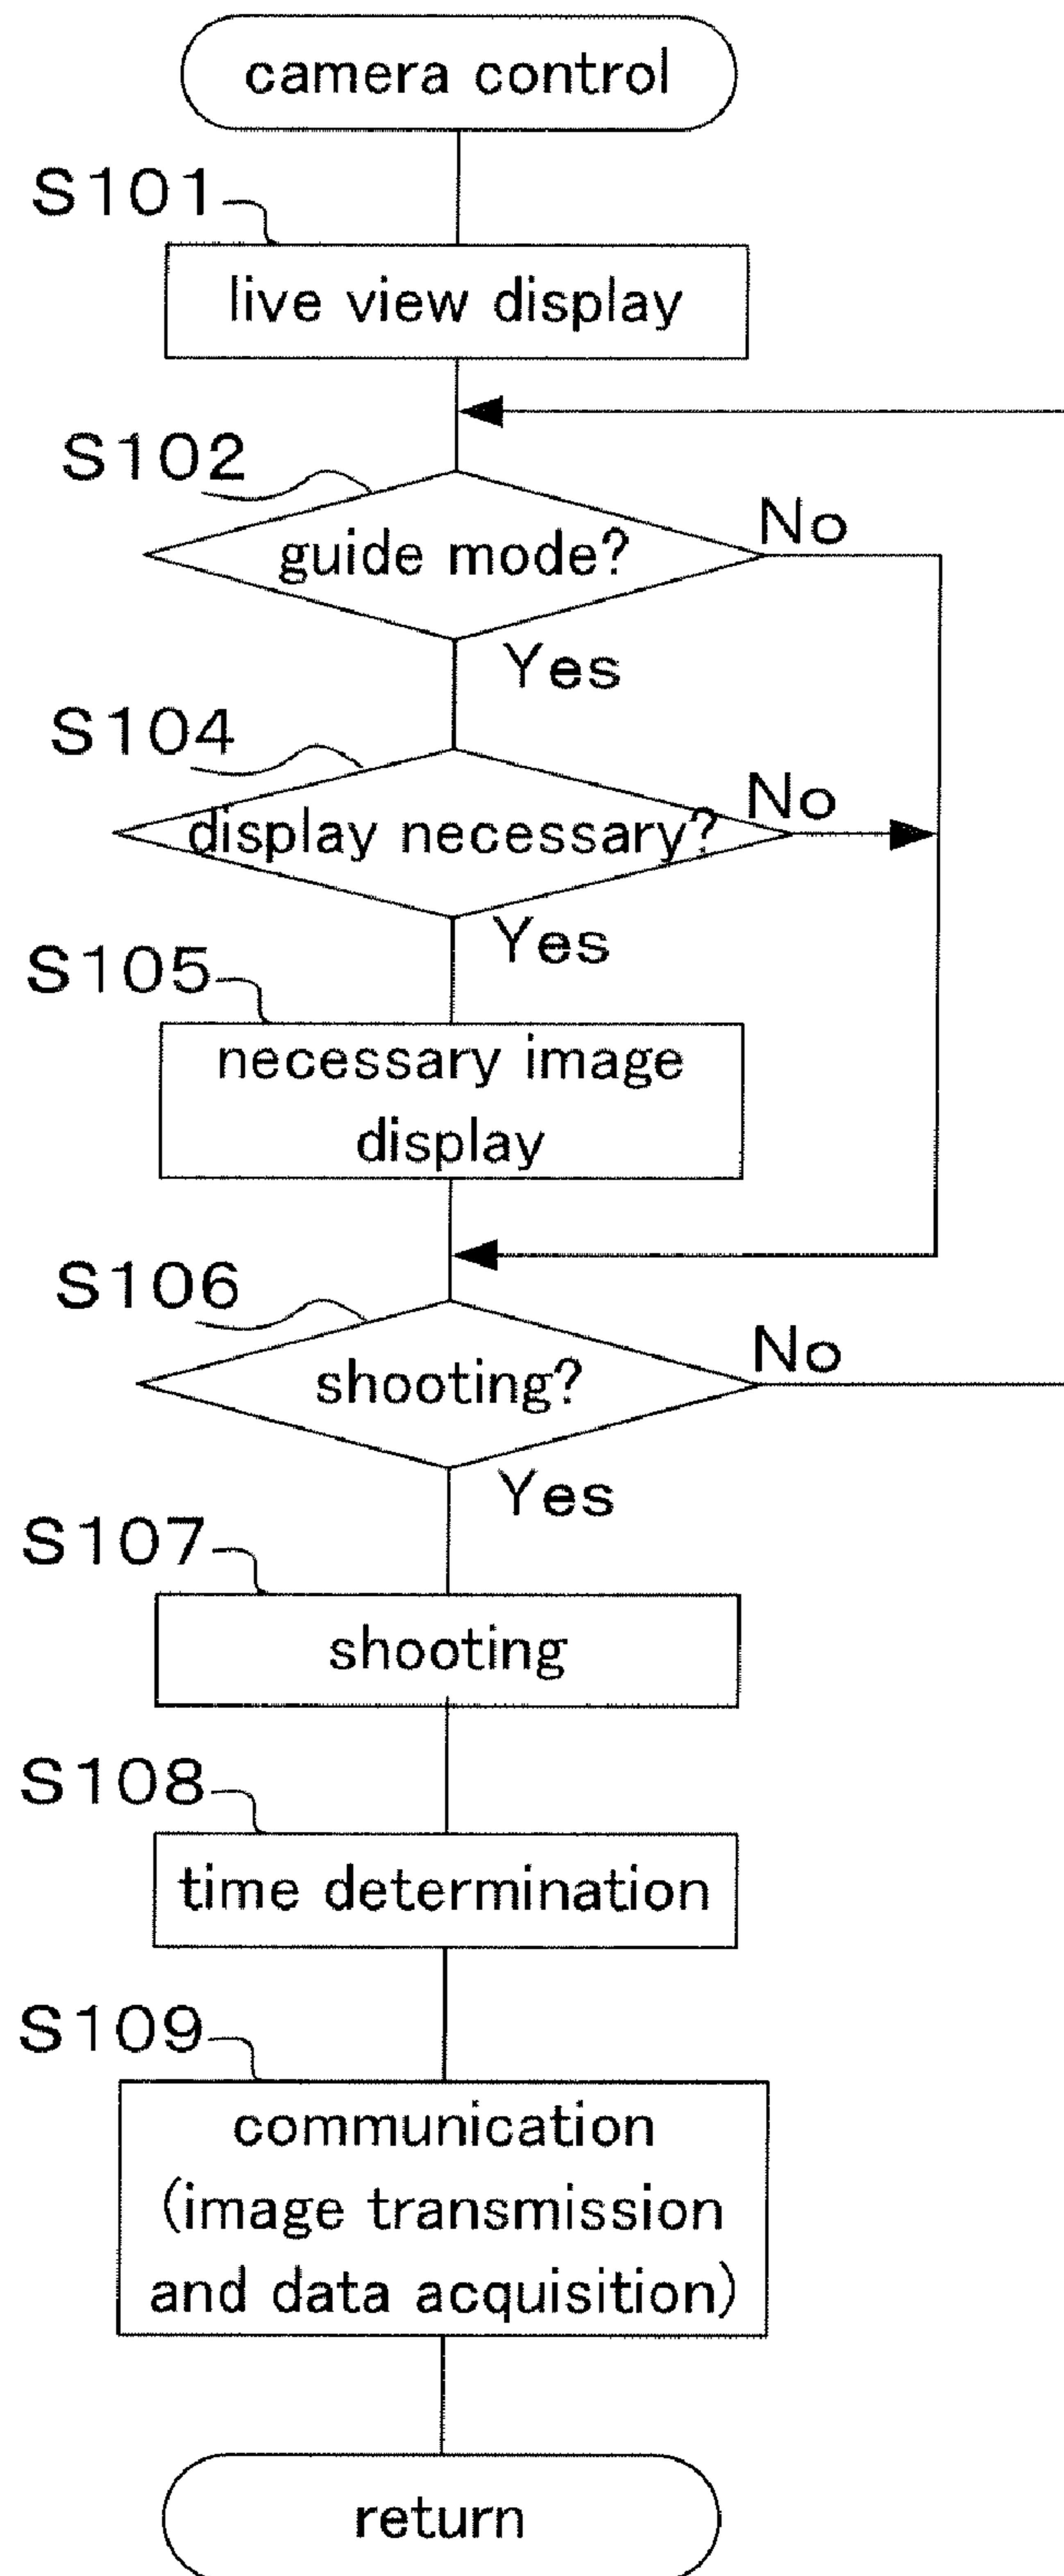 camera control
S101
live view display
S102
guide mode?
No
Yes
S104
display necessary?
No
Yes
S105
necessary image
display
S106
shooting?
No
Yes
S107
shooting
S108
time determination
S109
communication
(image transmission
and data acquisition)
return